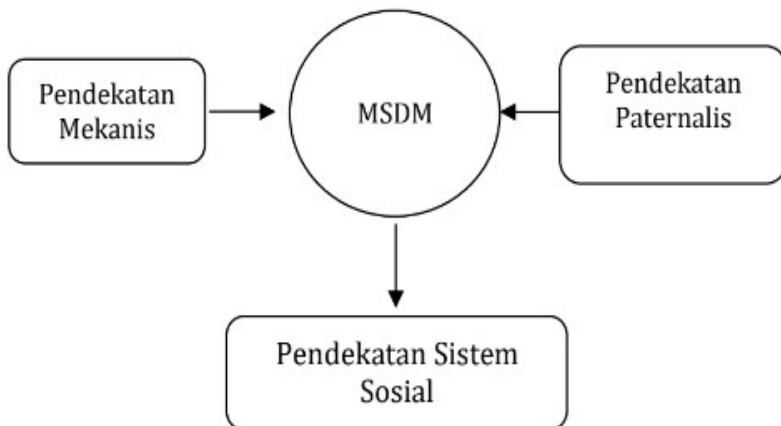 Pendekatan
Mekanis
MSDM
Pendekatan
Paternalis
Pendekatan Sistem
Sosial